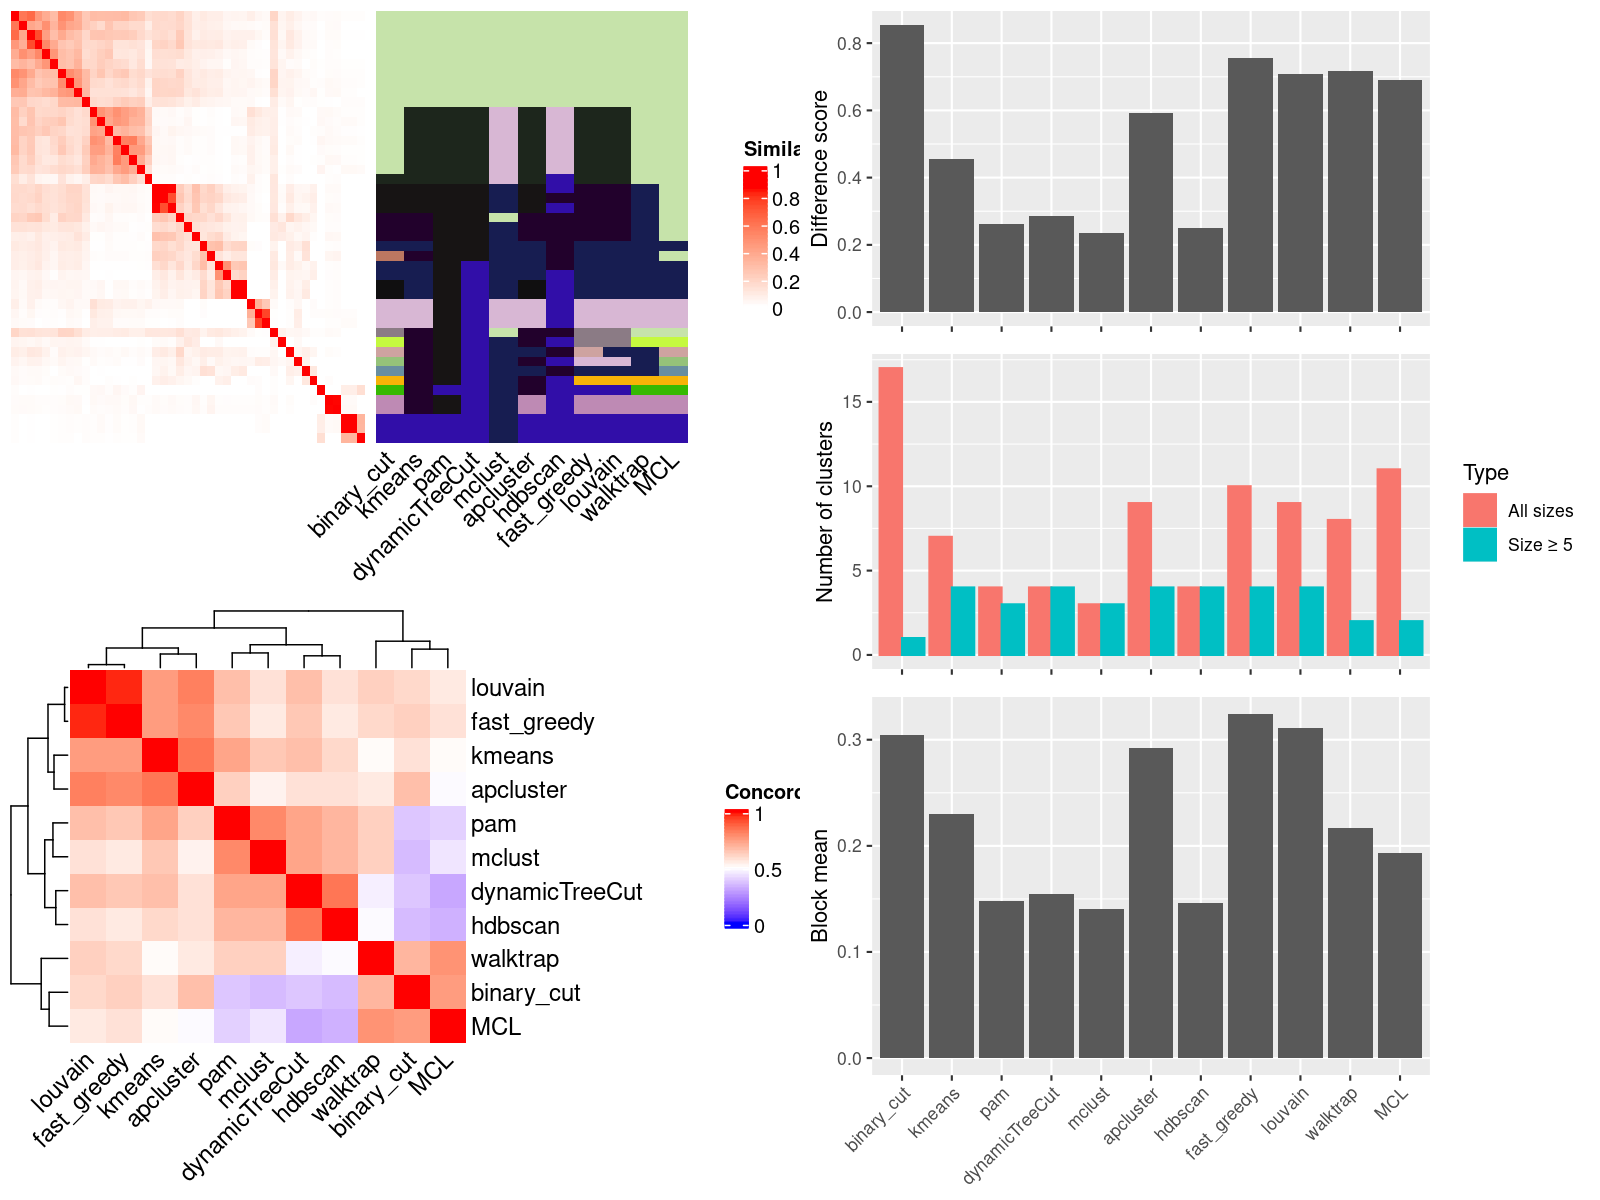 Simila
1
0.8
0.6
0.4
0.2
0
binary_cut
kmeans
pam
dynamicTreeCut
mclust
apcluster
hdbscan
fast_greedy
louvain
walktrap
MCL
louvain
fast_greedy
kmeans
apcluster
pam
mclust
dynamicTreeCut
hdbscan
walktrap
binary_cut
MCL
louvain
fast_greedy
kmeans
apcluster
pam
mclust
dynamicTreeCut
hdbscan
walktrap
binary_cut
MCL
Concord
1
0.5
0
Difference score
0.8
0.6
0.4
0.2
0.0
Number of clusters
15
10
5
0
Type
All sizes
Size ≥ 5
Block mean
0.3
0.2
0.1
0.0
binary_cut
kmeans
pam
dynamicTreeCut
mclust
apcluster
hdbscan
fast_greedy
louvain
walktrap
MCL